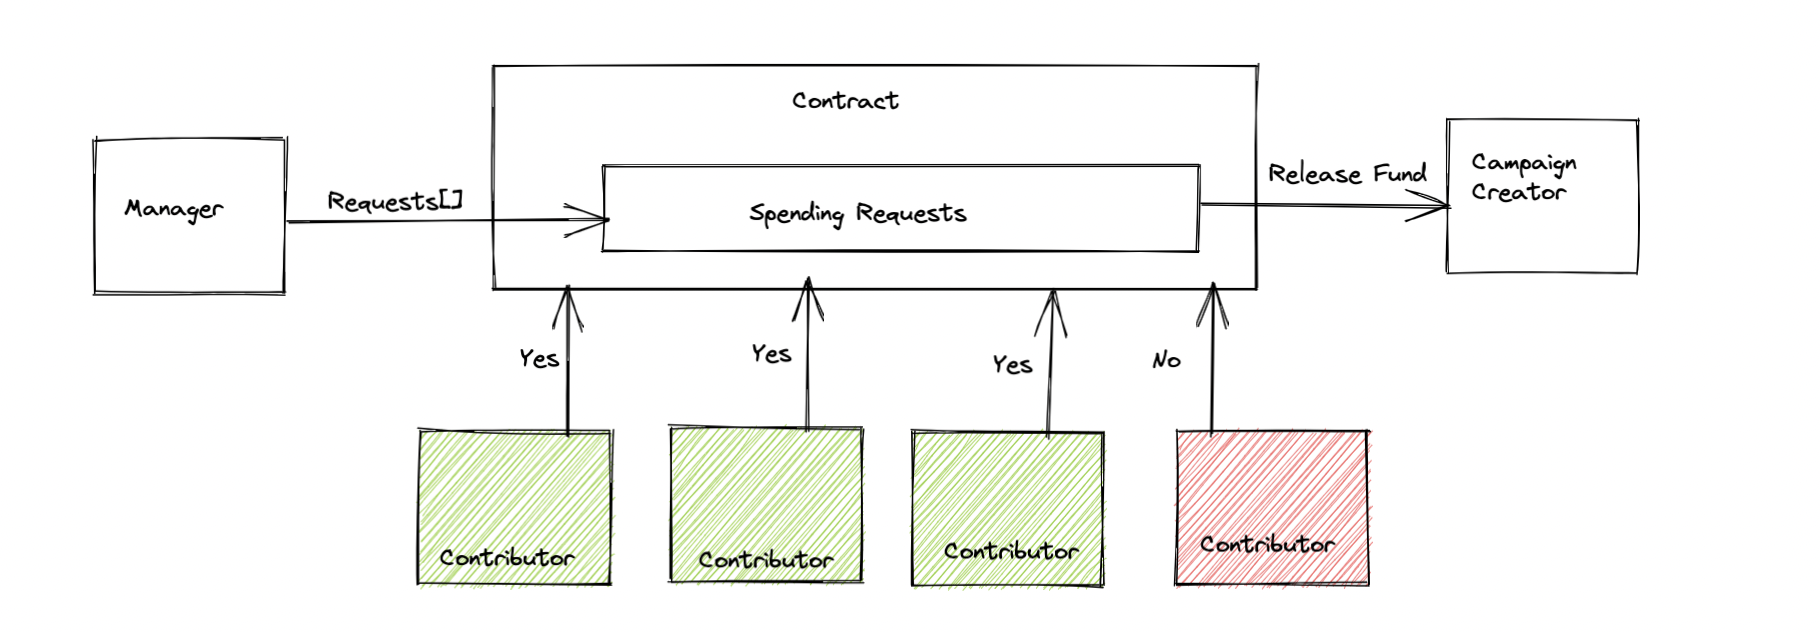 Contract
Manager
Requests[]
Spending Requests
Release Fund
Campaign
Creator
Yes
Yes
Yes
No
Contributor
Contributor
Contributor
Contributor